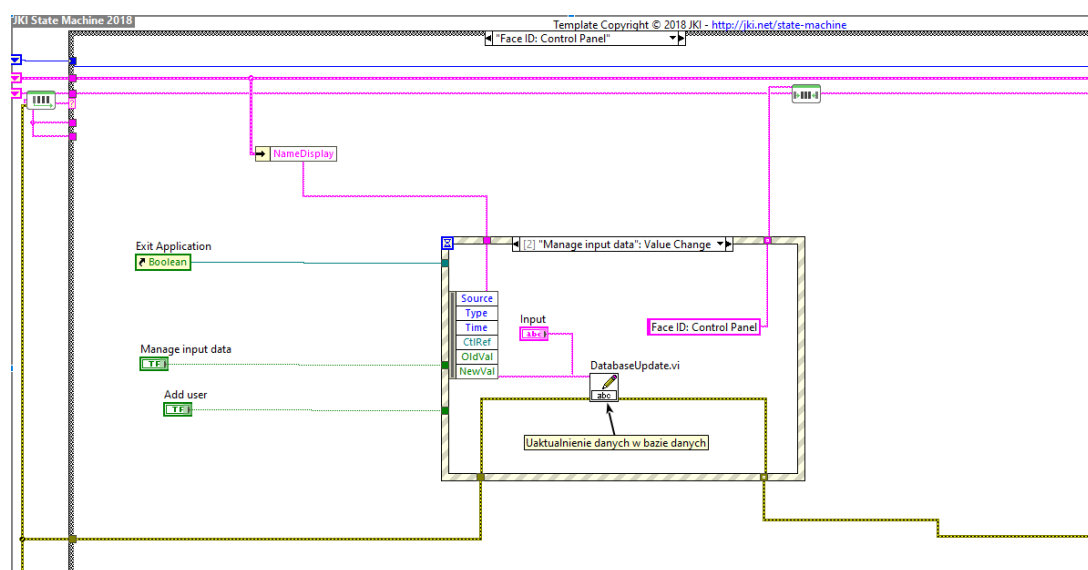 JKI State Machine 2018
Template Copyright © 2018 JKI - http://jki.net/state-machine
"Face ID: Control Panel"
NameDisplay
Exit Application
Boolean
[2] "Manage input data": Value Change
Source
Type
Time
CtlRef
OldVal
NewVal
Input
abc
Face ID: Control Panel
Manage input data
TF
DatabaseUpdate.vi
abc
Add user
TF
Uaktualnienie danych w bazie danych